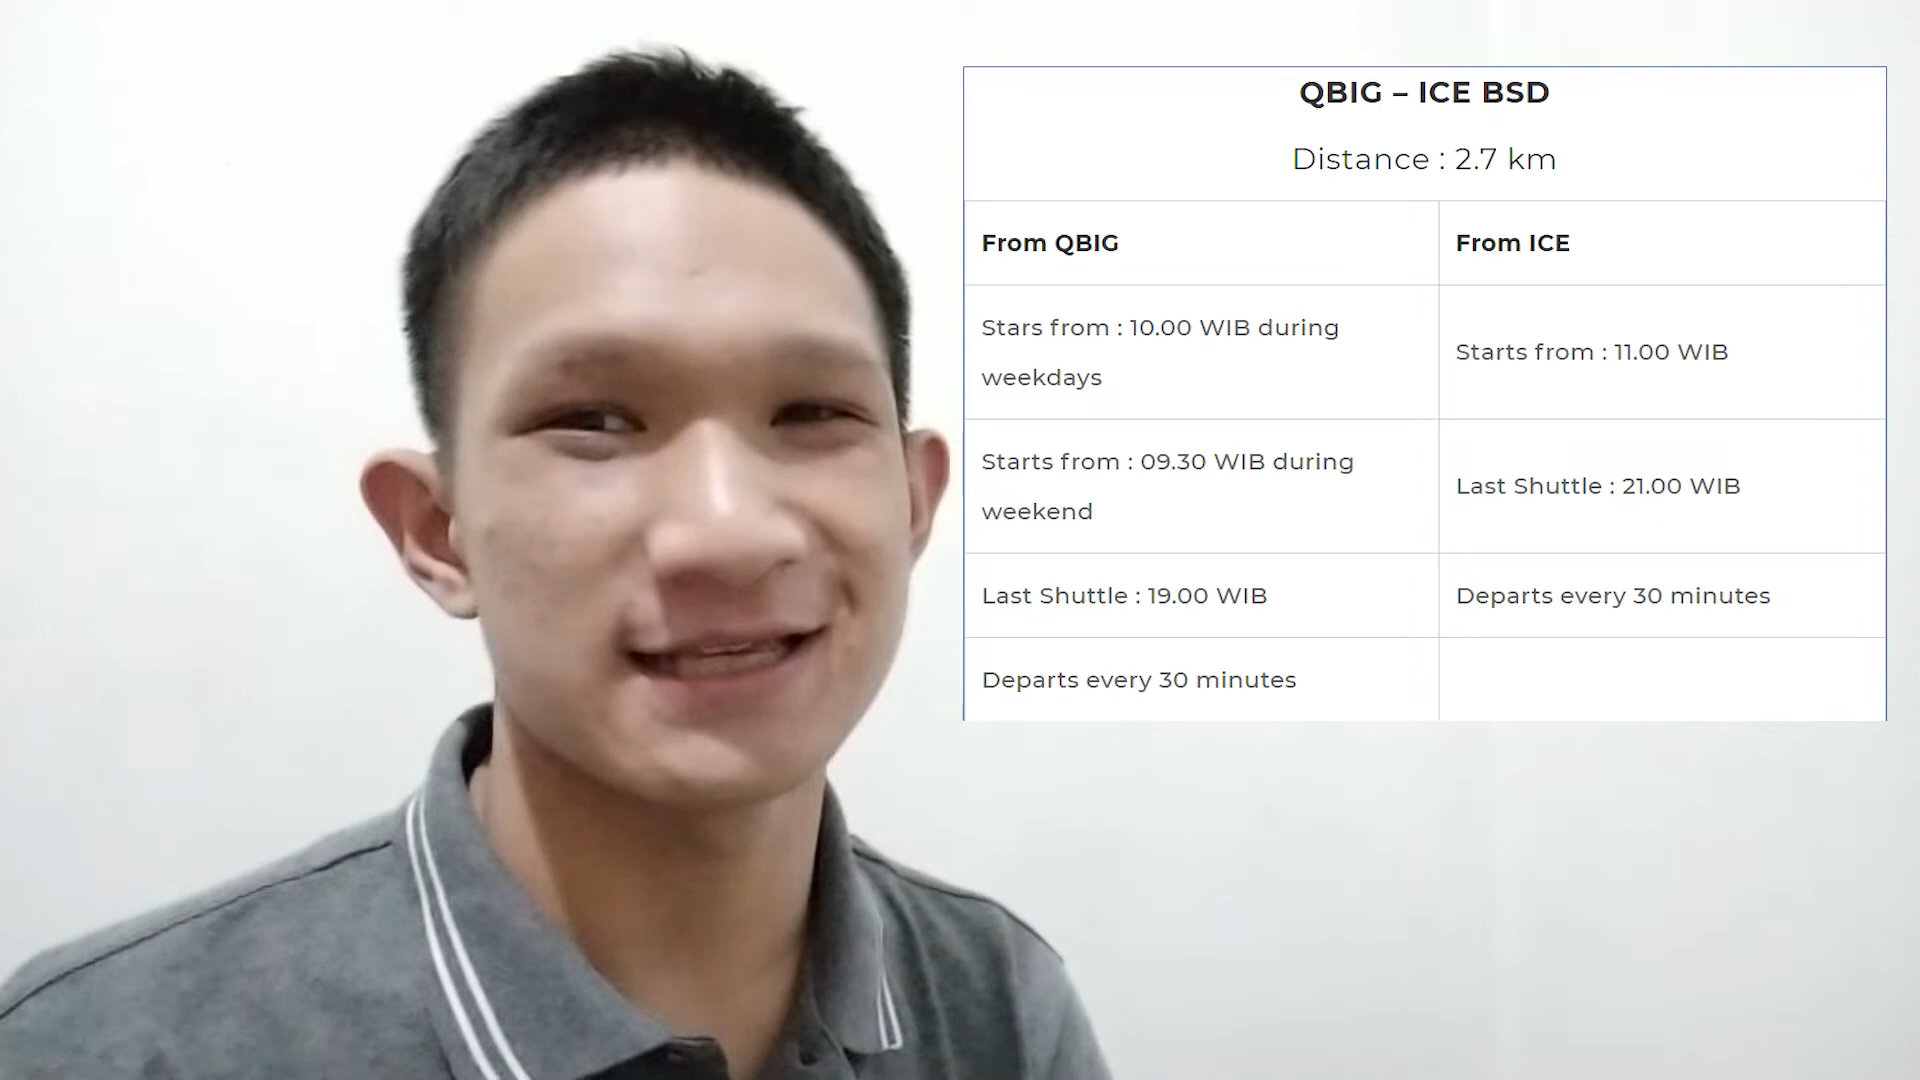 QBIG – ICE BSD
Distance : 2.7 km
From QBIG
From ICE
Stars from : 10.00 WIB during
weekdays
Starts from : 11.00 WIB
Starts from : 09.30 WIB during
weekend
Last Shuttle : 21.00 WIB
Last Shuttle : 19.00 WIB
Departs every 30 minutes
Departs every 30 minutes